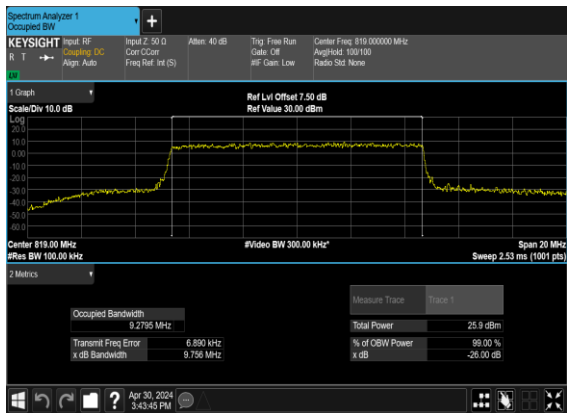 Spectrum Analyzer 1
Occupied BW
KEYSIGHT Input: RF Input Z: 50 Ω Atten: 40 dB Trig: Free Run Center Freq: 819.000000 MHz
R T Coupling: DC Corr CCorr Gate: Off Avg|Hold: 100/100
Align: Auto Freq Ref: Int (S) #IF Gain: Low Radio Std: None
1 Graph
Ref Lvl Offset 7.50 dB
Scale/Div 10.0 dB Ref Value 30.00 dBm
Log
20.0
10.0
0.00
-10.0
-20.0
-30.0
-40.0
-50.0
-60.0
Center 819.00 MHz #Video BW 300.00 kHz* Span 20 MHz
#Res BW 100.00 kHz Sweep 2.53 ms (1001 pts)
2 Metrics
Measure Trace Trace 1
Occupied Bandwidth
9.2795 MHz Total Power 25.9 dBm
Transmit Freq Error 6.890 kHz % of OBW Power 99.00 %
x dB Bandwidth 9.756 MHz x dB -26.00 dB
Apr 30, 2024
3:43:45 PM